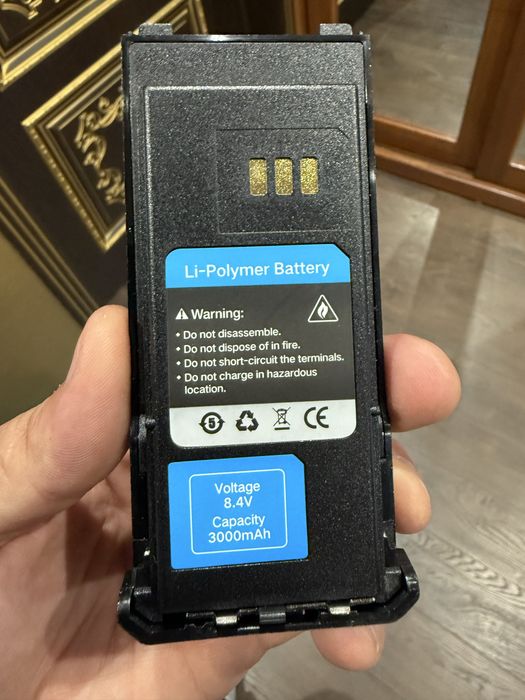 Li-Polymer Battery
⚠ Warning:
• Do not disassemble.
• Do not dispose of in fire.
• Do not short-circuit the terminals.
• Do not charge in hazardous
location.
5 CE
Voltage
8.4V
Capacity
3000mAh